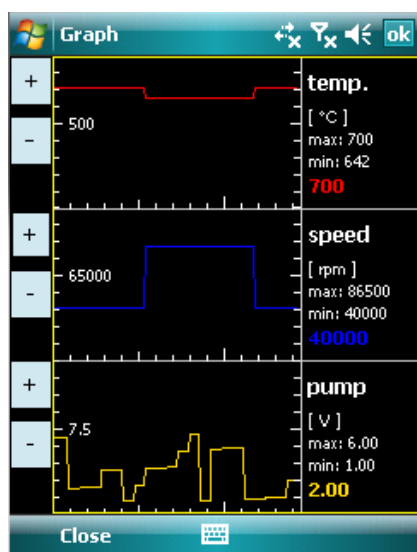 Graph
ok
+
-
500
temp.
[ °C ]
max: 700
min: 642
700
+
-
65000
speed
[ rpm ]
max: 86500
min: 40000
40000
+
-
7.5
pump
[ V ]
max: 6.00
min: 1.00
2.00
Close